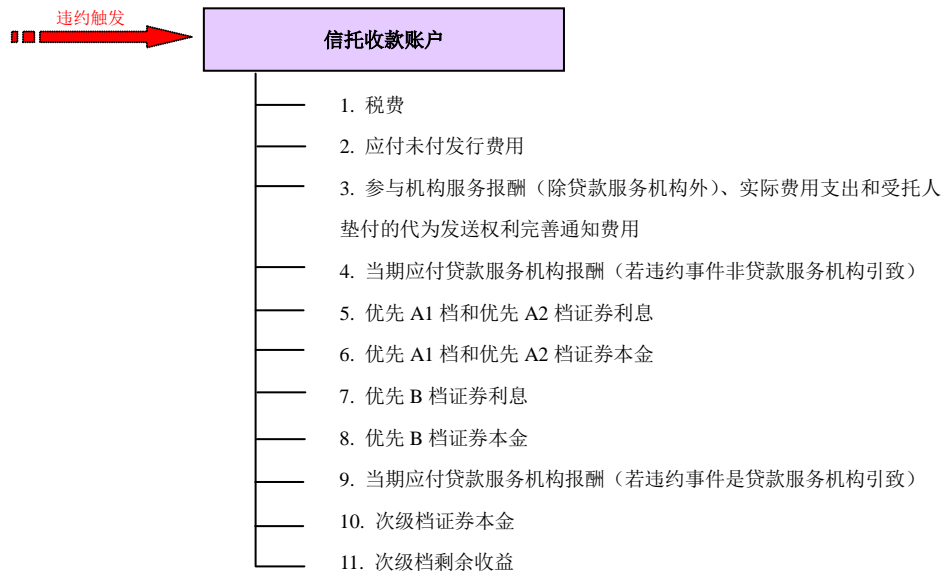 违约触发
信托收款账户
1. 税费
2. 应付未付发行费用
3. 参与机构服务报酬（除贷款服务机构外）、实际费用支出和受托人
垫付的代为发送权利完善通知费用
4. 当期应付贷款服务机构报酬（若违约事件非贷款服务机构引致）
5. 优先 A1 档和优先 A2 档证券利息
6. 优先 A1 档和优先 A2 档证券本金
7. 优先 B 档证券利息
8. 优先 B 档证券本金
9. 当期应付贷款服务机构报酬（若违约事件是贷款服务机构引致）
10. 次级档证券本金
11. 次级档剩余收益